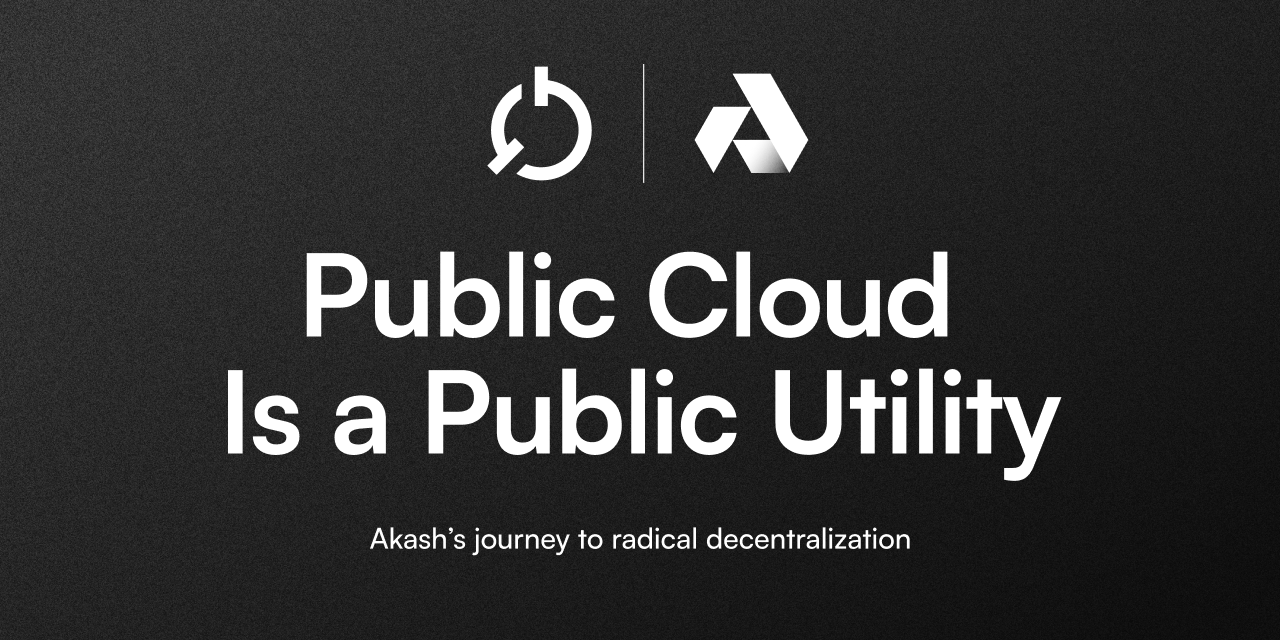 Public Cloud
Is a Public Utility
Akash’s journey to radical decentralization